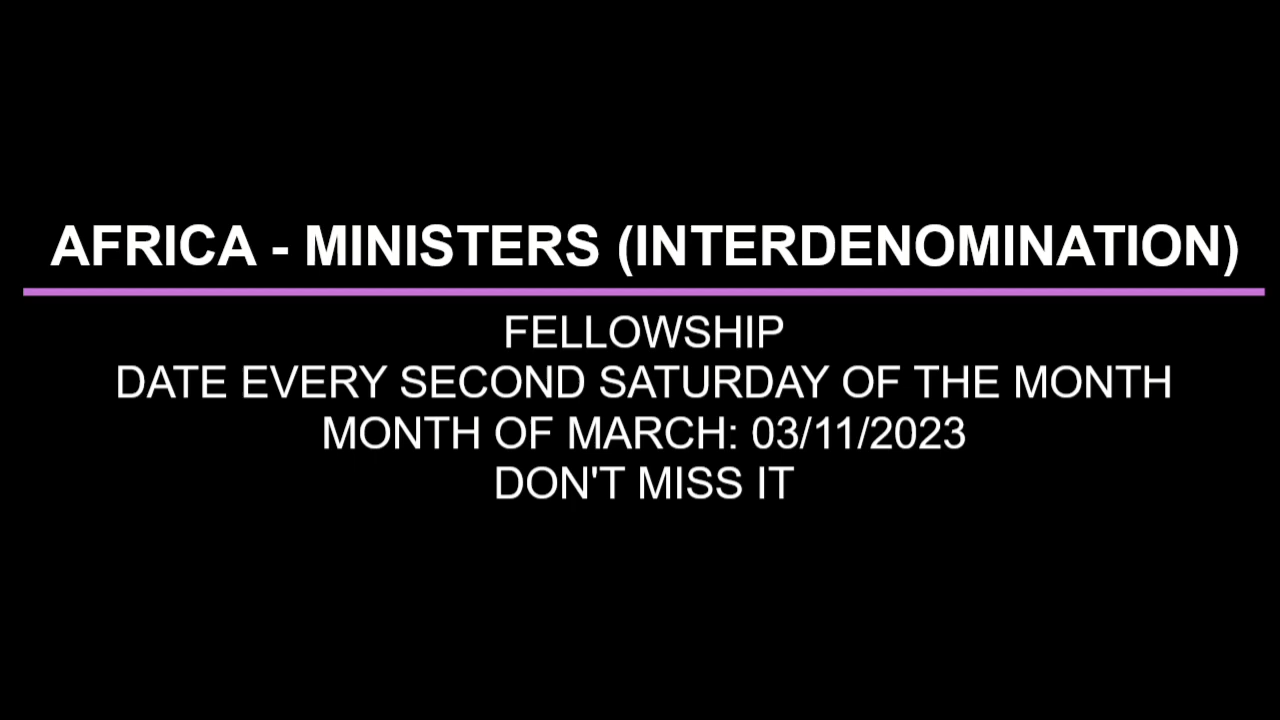 AFRICA - MINISTERS (INTERDENOMINATION)
FELLOWSHIP
DATE EVERY SECOND SATURDAY OF THE MONTH
MONTH OF MARCH: 03/11/2023
DON'T MISS IT